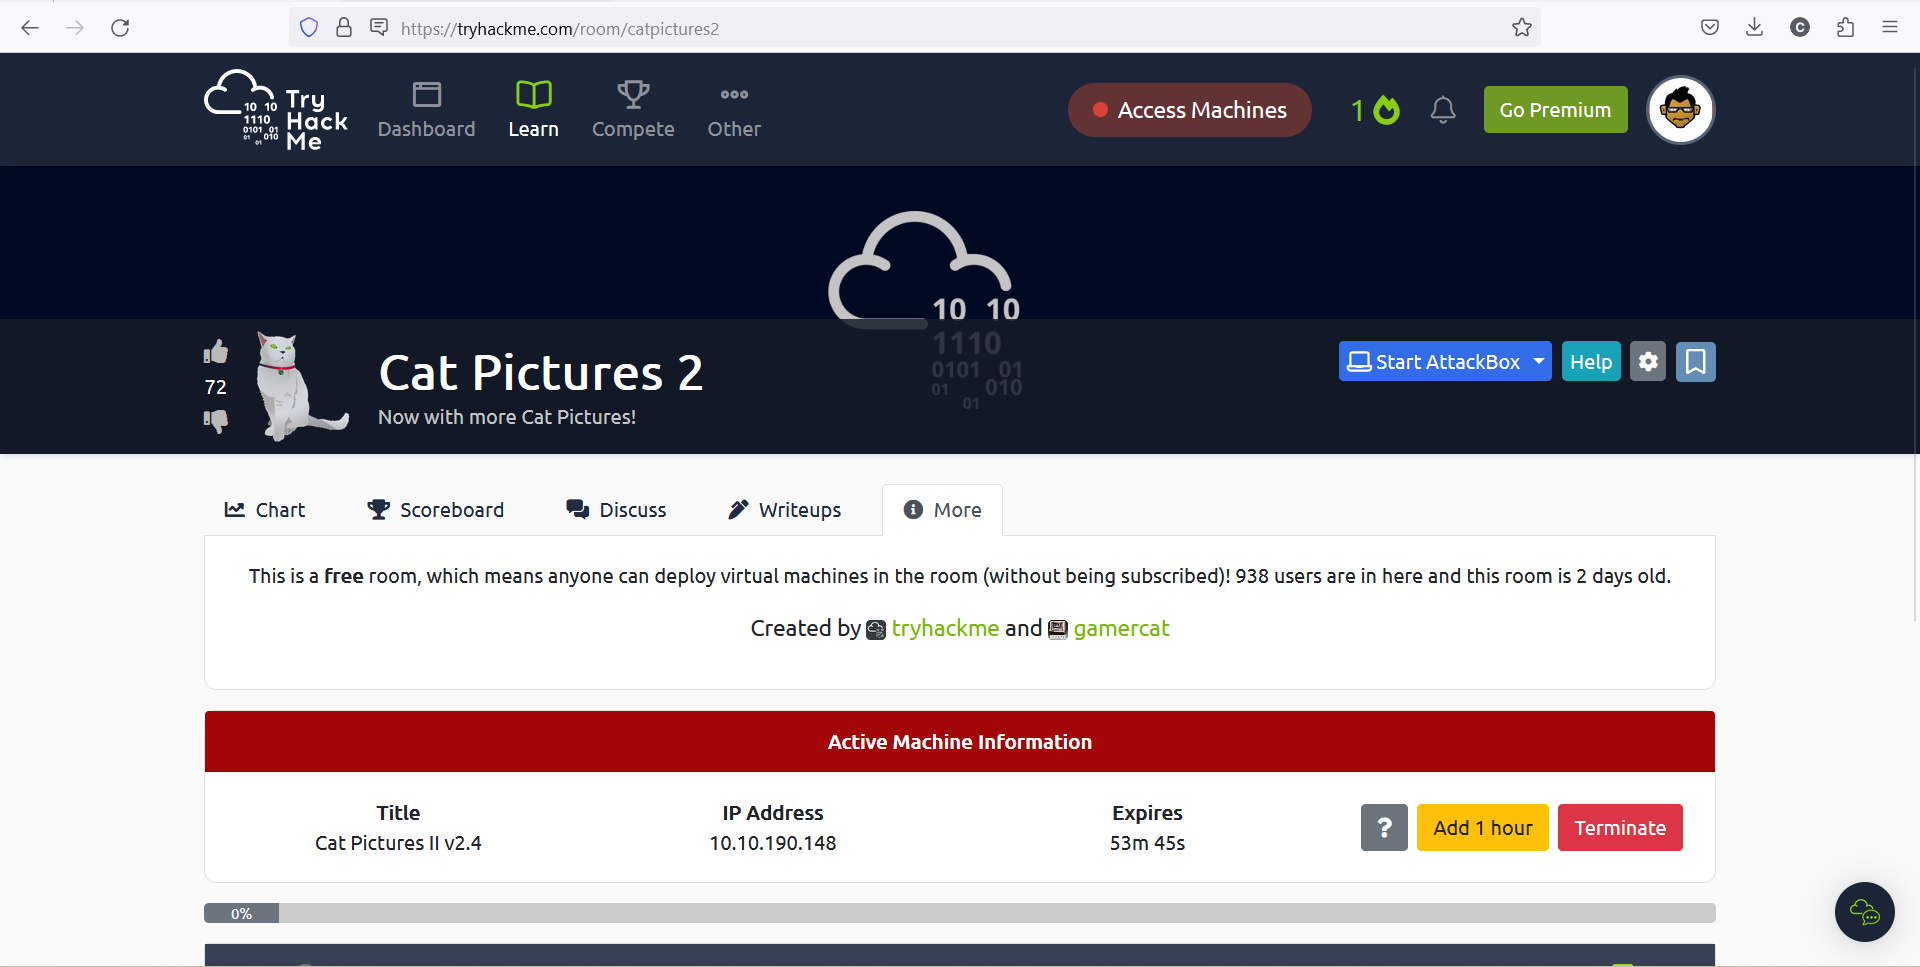 https://tryhackme.com/room/catpictures2
C
10 10
1110
0101 01
01 010
01
Try
Hack
Me
Dashboard
Learn
Compete
Other
Access Machines
1
Go Premium
10 10
1110
0101 01
01 010
01
72
Cat Pictures 2
Now with more Cat Pictures!
Start AttackBox
Help
Chart
Scoreboard
Discuss
Writeups
More
This is a free room, which means anyone can deploy virtual machines in the room (without being subscribed)! 938 users are in here and this room is 2 days old.
Created by tryhackme and gamercat
Active Machine Information
Title
IP Address
Expires
Cat Pictures II v2.4
10.10.190.148
53m 45s
?
Add 1 hour
Terminate
0%